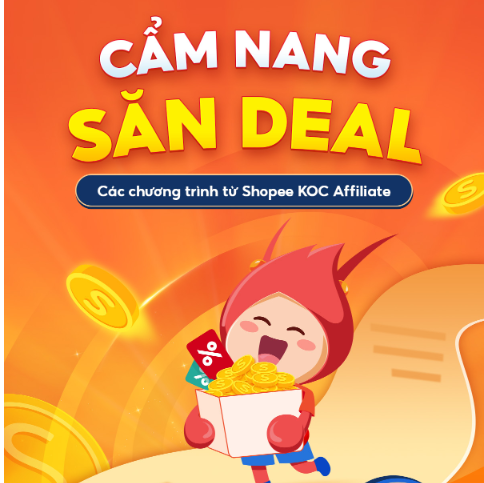 CẨM NANG
SĂN DEAL
Các chương trình từ Shopee KOC Affiliate
%
%
S
S
S